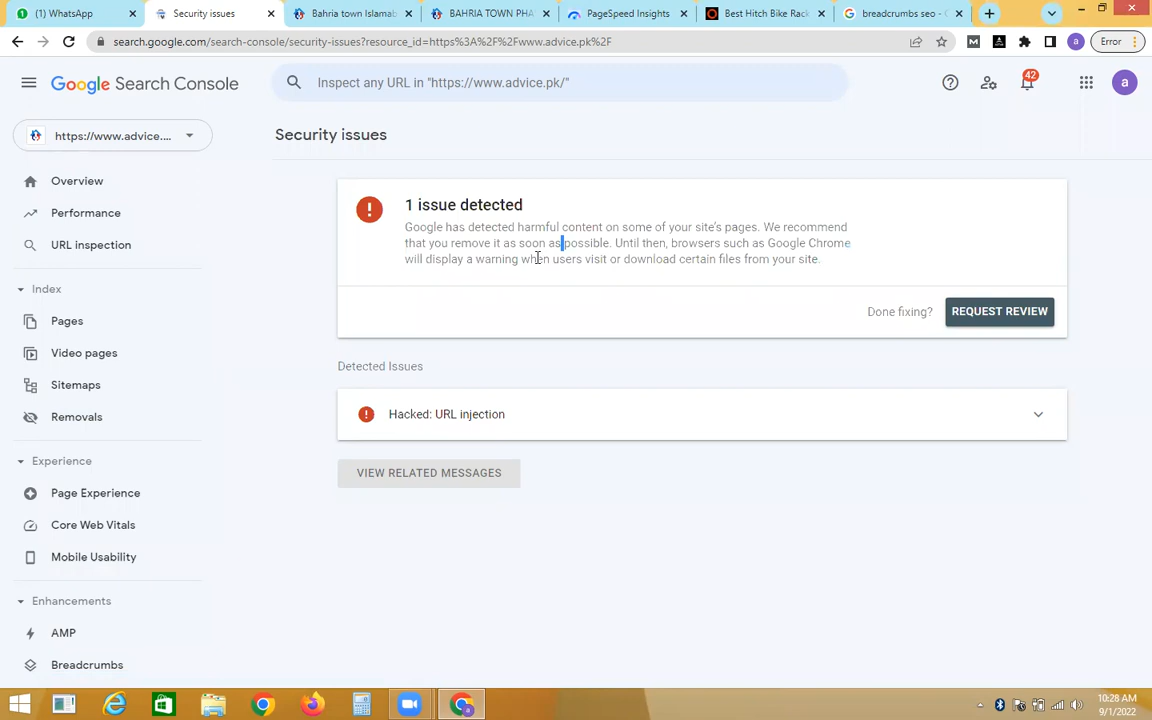 (1) WhatsApp
Security issues
Bahria town Islamab
BAHRIA TOWN PHA
PageSpeed Insights
Best Hitch Bike Rack
breadcrumbs seo - G
search.google.com/search-console/security-issues?resource_id=https%3A%2F%2Fwww.advice.pk%2F
M
a
Error
Google Search Console
Inspect any URL in "https://www.advice.pk/"
42
a
https://www.advice....
Security issues
Overview
Performance
URL inspection
Index
Pages
Video pages
Sitemaps
Removals
Experience
Page Experience
Core Web Vitals
Mobile Usability
Enhancements
AMP
Breadcrumbs
1 issue detected
Google has detected harmful content on some of your site's pages. We recommend
that you remove it as soon as possible. Until then, browsers such as Google Chrome
will display a warning when users visit or download certain files from your site.
Done fixing?
REQUEST REVIEW
Detected Issues
Hacked: URL injection
VIEW RELATED MESSAGES
10:28 AM
9/1/2022